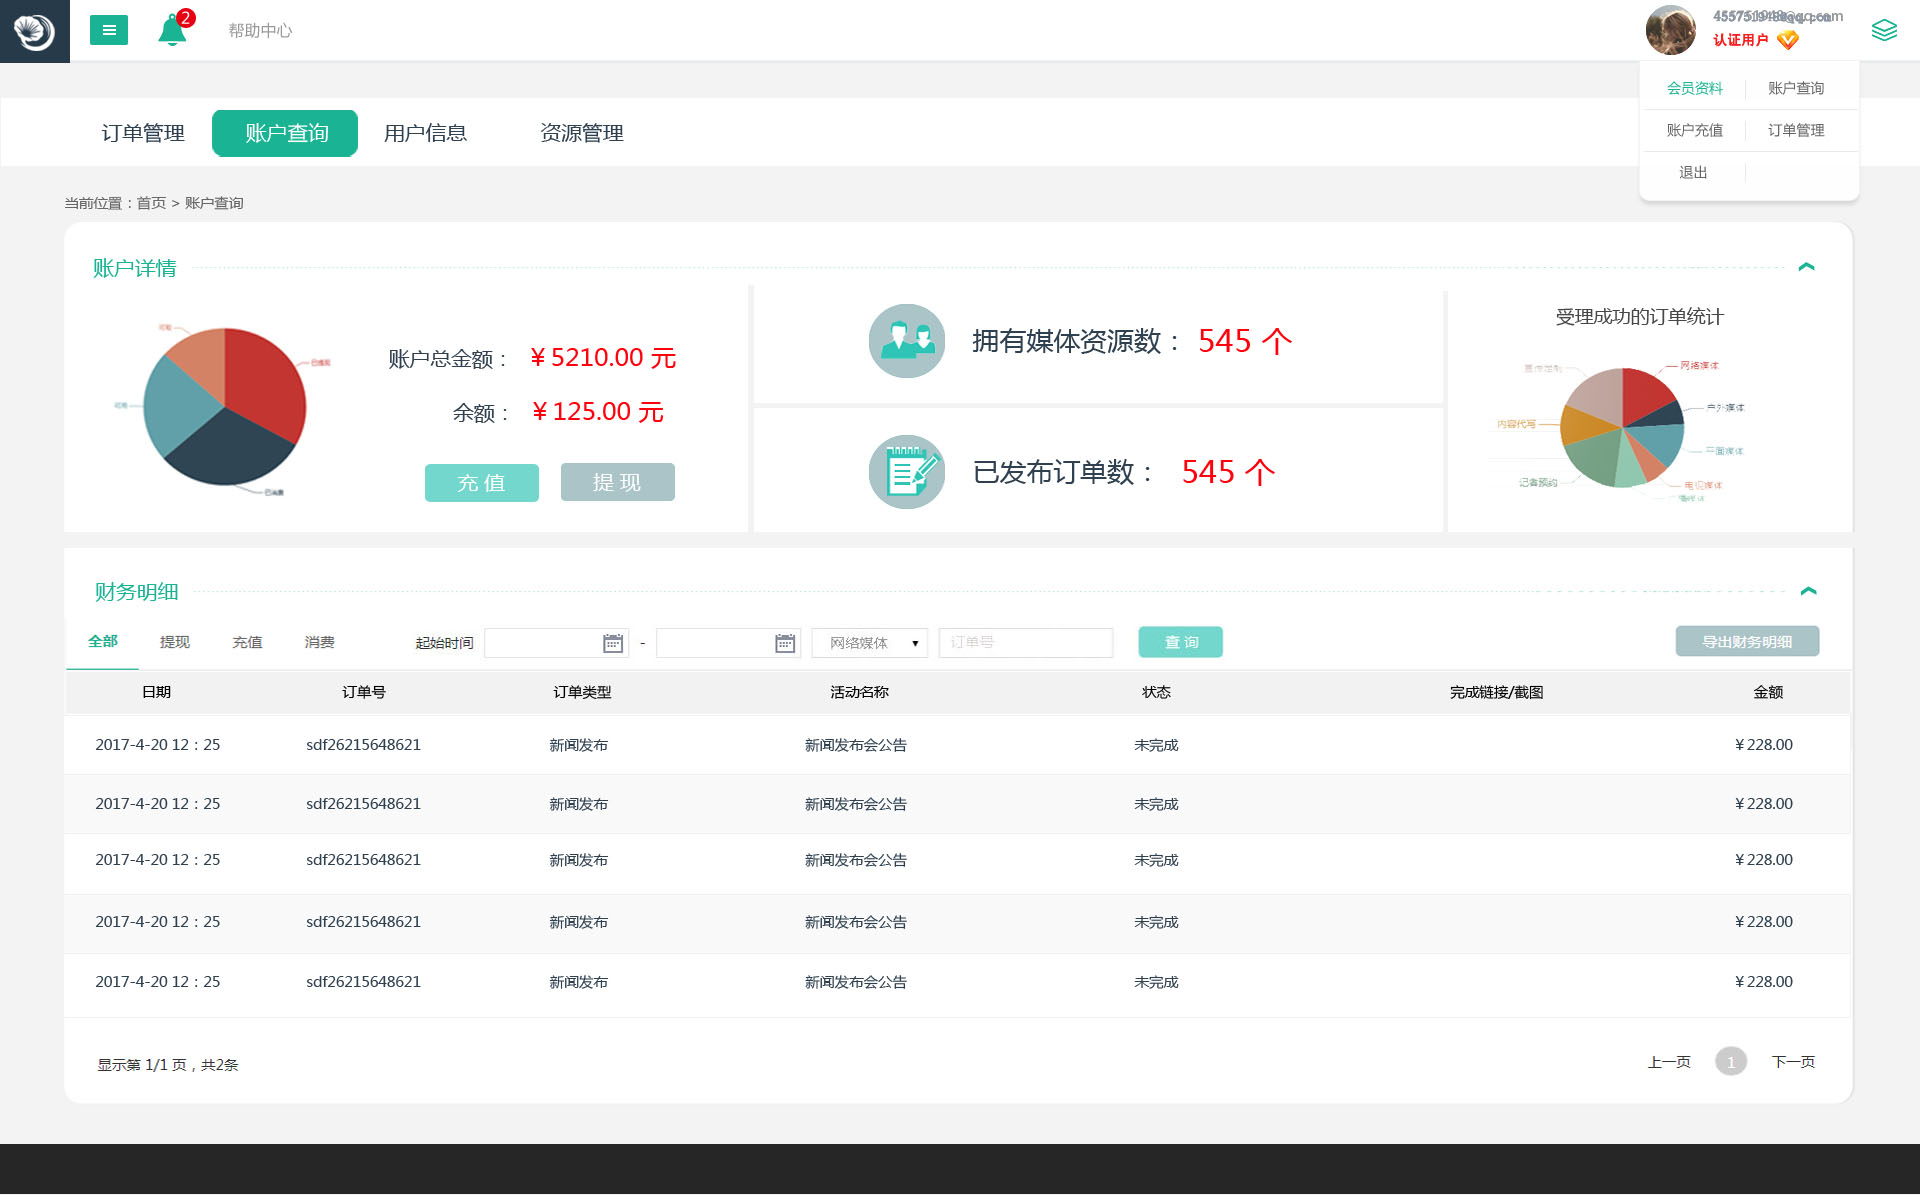 2
帮助中心
认证用户
会员资料 账户查询
账户充值 订单管理
退出
订单管理 账户查询 用户信息 资源管理
当前位置：首页 > 账户查询
账户详情
账户总金额： ￥5210.00 元
余额： ￥125.00 元
充 值 提 现
已提现
已消费
拥有媒体资源数： 545 个
已发布订单数： 545 个
受理成功的订单统计
网络媒体
户外媒体
平面媒体
电视媒体
记者预约
内容代写
财务明细
全部 提现 充值 消费 起始时间 - 网络媒体 ▼ 订单号 查 询 导出财务明细
日期 订单号 订单类型 活动名称 状态 完成链接/截图 金额
2017-4-20 12：25 sdf26215648621 新闻发布 新闻发布会公告 未完成 ￥228.00
2017-4-20 12：25 sdf26215648621 新闻发布 新闻发布会公告 未完成 ￥228.00
2017-4-20 12：25 sdf26215648621 新闻发布 新闻发布会公告 未完成 ￥228.00
2017-4-20 12：25 sdf26215648621 新闻发布 新闻发布会公告 未完成 ￥228.00
2017-4-20 12：25 sdf26215648621 新闻发布 新闻发布会公告 未完成 ￥228.00
显示第 1/1 页，共2条
上一页 1 下一页